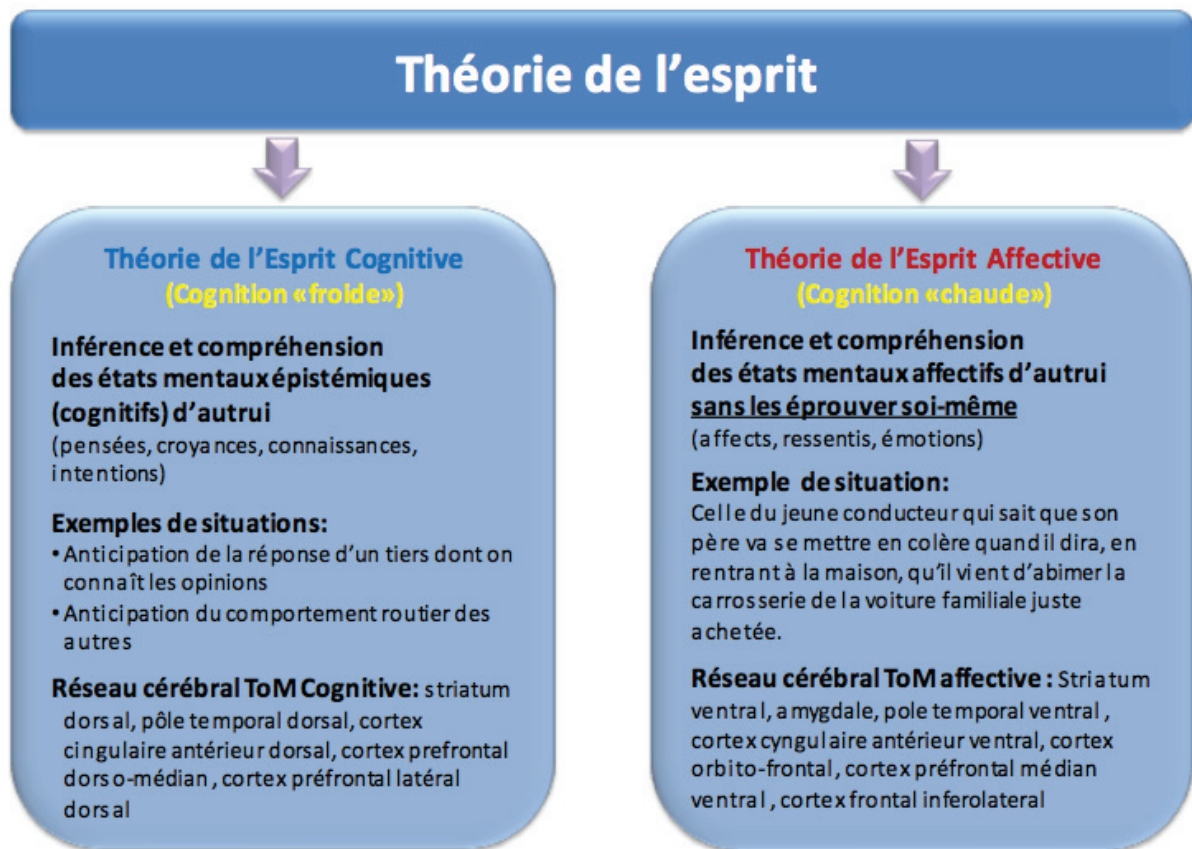 Théorie de l’esprit
Théorie de l’Esprit Cognitive
(Cognition «froide»)
Inférence et compréhension
des états mentaux épistémiques
(cognitifs) d’autrui
(pensées, croyances, connaissances,
intentions)
Exemples de situations:
• Anticipation de la réponse d’un tiers dont on
connaît les opinions
• Anticipation du comportement routier des
autres
Réseau cérébral ToM Cognitive: striatum
dorsal, pôle temporal dorsal, cortex
cingulaire antérieur dorsal, cortex prefrontal
dorso-médian , cortex préfrontal latéral
dorsal
Théorie de l’Esprit Affective
(Cognition «chaude»)
Inférence et compréhension
des états mentaux affectifs d’autrui
sans les éprouver soi-même
(affects, ressentis, émotions)
Exemple de situation:
Celle du jeune conducteur qui sait que son
père va se mettre en colère quand il dira, en
rentrant à la maison, qu’il vient d’abimer la
carrosserie de la voiture familiale juste
achetée.
Réseau cérébral ToM affective : Striatum
ventral, amygdale, pole temporal ventral ,
cortex cyngulaire antérieur ventral, cortex
orbito-frontal , cortex préfrontal médian
ventral , cortex frontal inferolateral